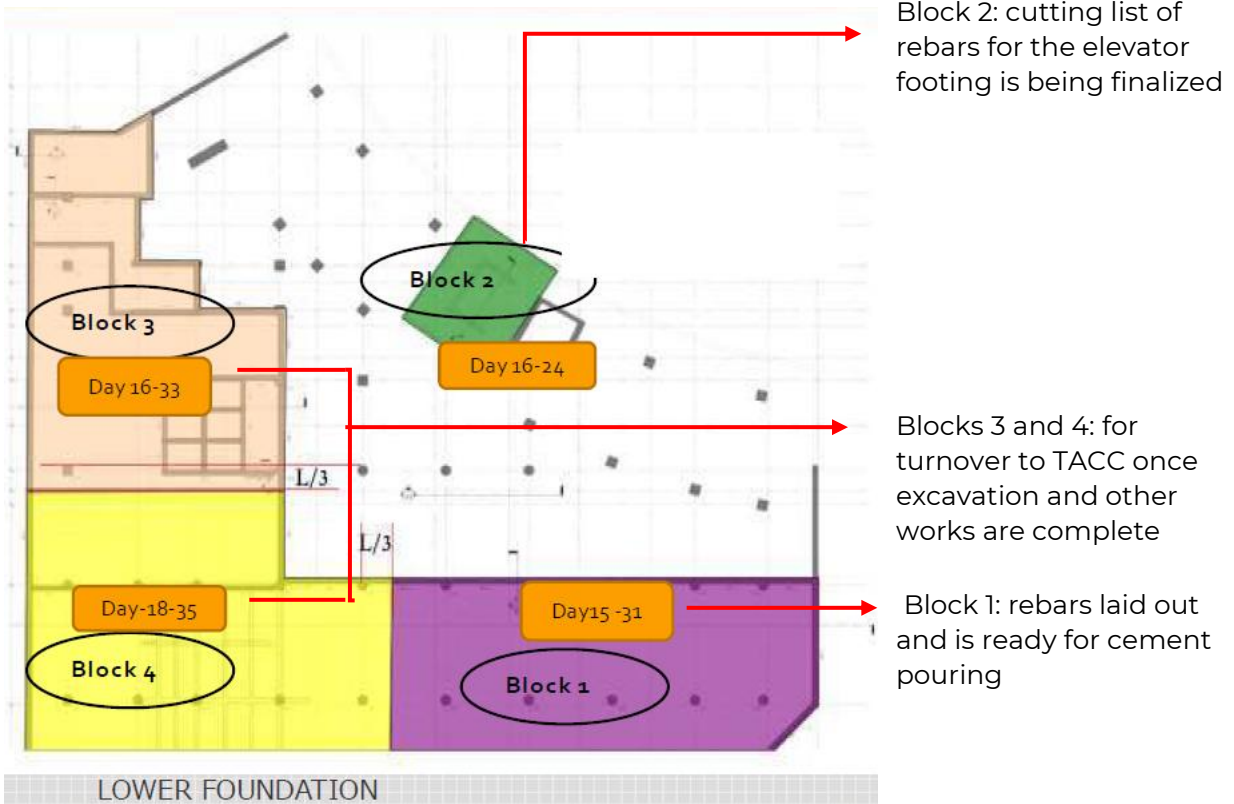 Block 2: cutting list of
rebars for the elevator
footing is being finalized
Block 2
Block 3
Day 16-24
Day 16-33
Blocks 3 and 4: for
turnover to TACC once
excavation and other
works are complete
L/3
L/3
Day-18-35
Day15 -31
Block 1: rebars laid out
and is ready for cement
pouring
Block 4
Block 1
LOWER FOUNDATION